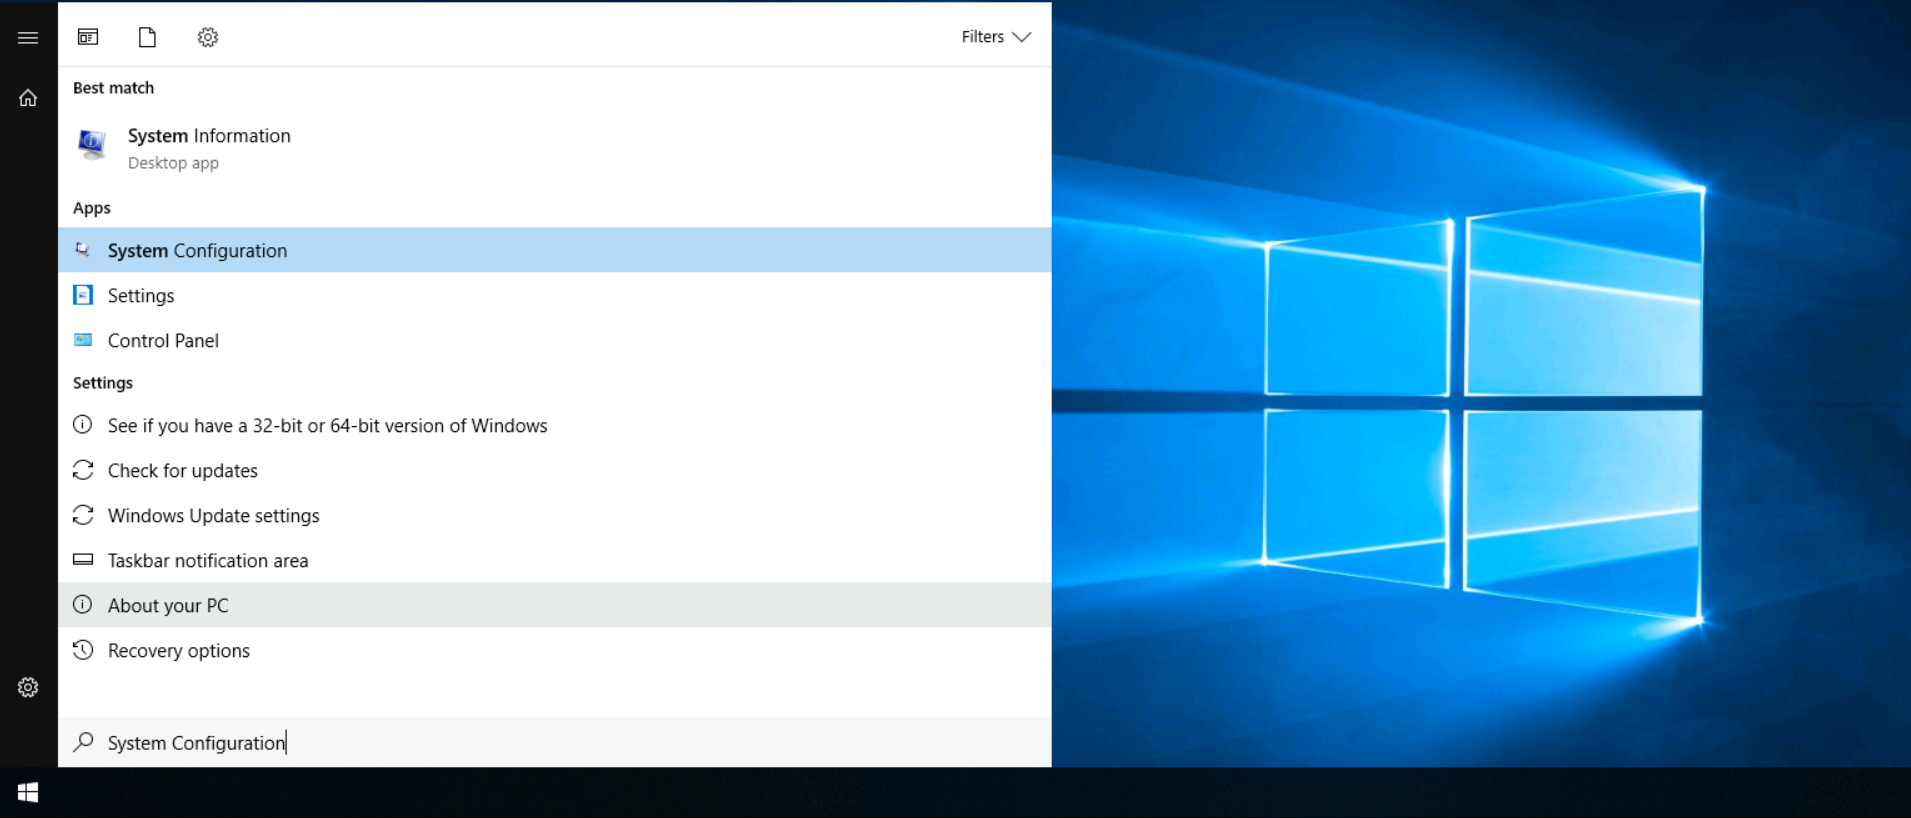 Filters
Best match
System Information
Desktop app
Apps
System Configuration
Settings
Control Panel
Settings
See if you have a 32-bit or 64-bit version of Windows
Check for updates
Windows Update settings
Taskbar notification area
About your PC
Recovery options
System Configuration